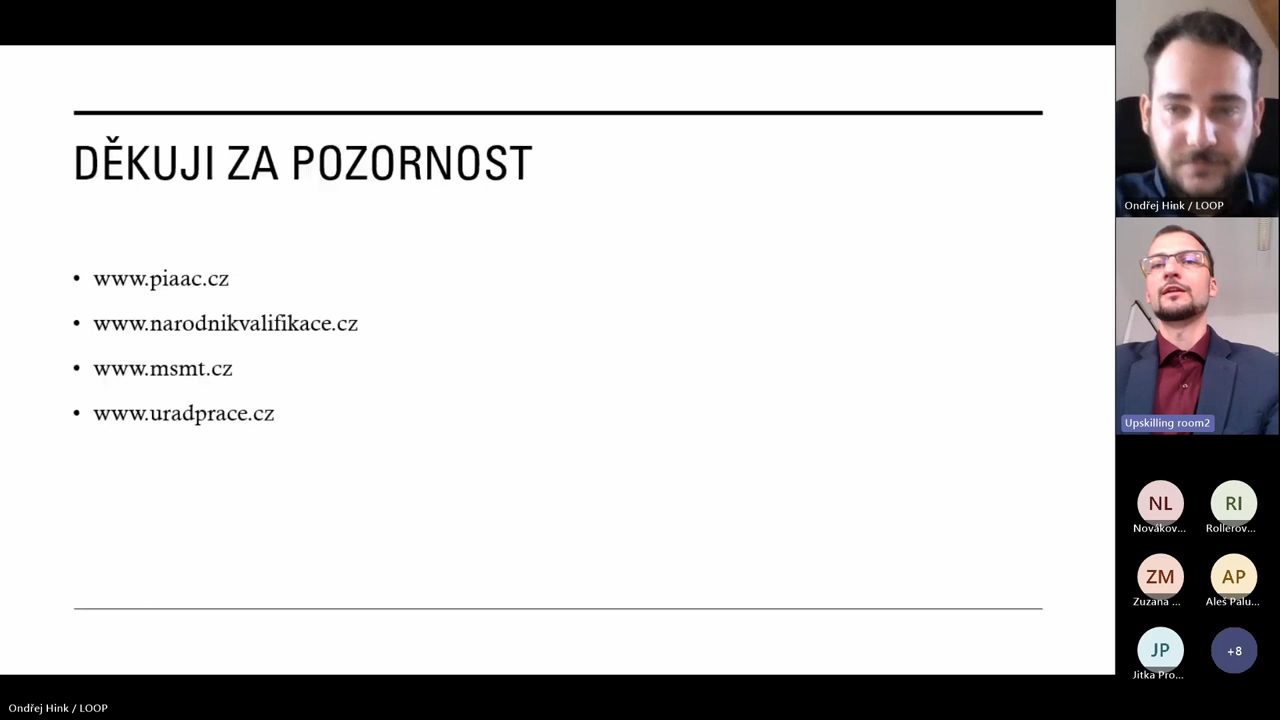 DĚKUJI ZA POZORNOST
• www.piaac.cz
• www.narodnikvalifikace.cz
• www.msmt.cz
• www.uradprace.cz
Ondřej Hink / LOOP
Upskilling room2
NL
RI
Novákov...
Rollerov...
ZM
AP
Zuzana ...
Aleš Palu...
JP
+8
Jitka Pro...
Ondřej Hink / LOOP